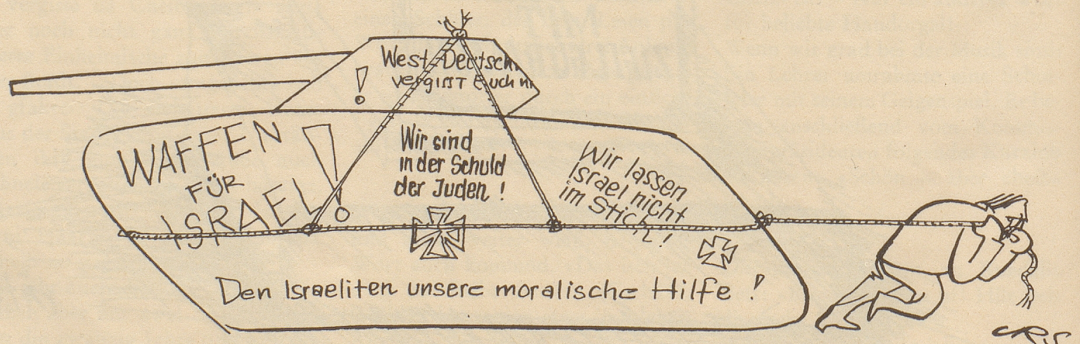 West-Deutsch.
vergißt Euch ni
!
WAFFEN
FÜR
ISRAEL!
Wir sind
in der Schuld
der Juden!
Wir lassen
Israel nicht
im Stich!
Den Israeliten unsere moralische Hilfe!